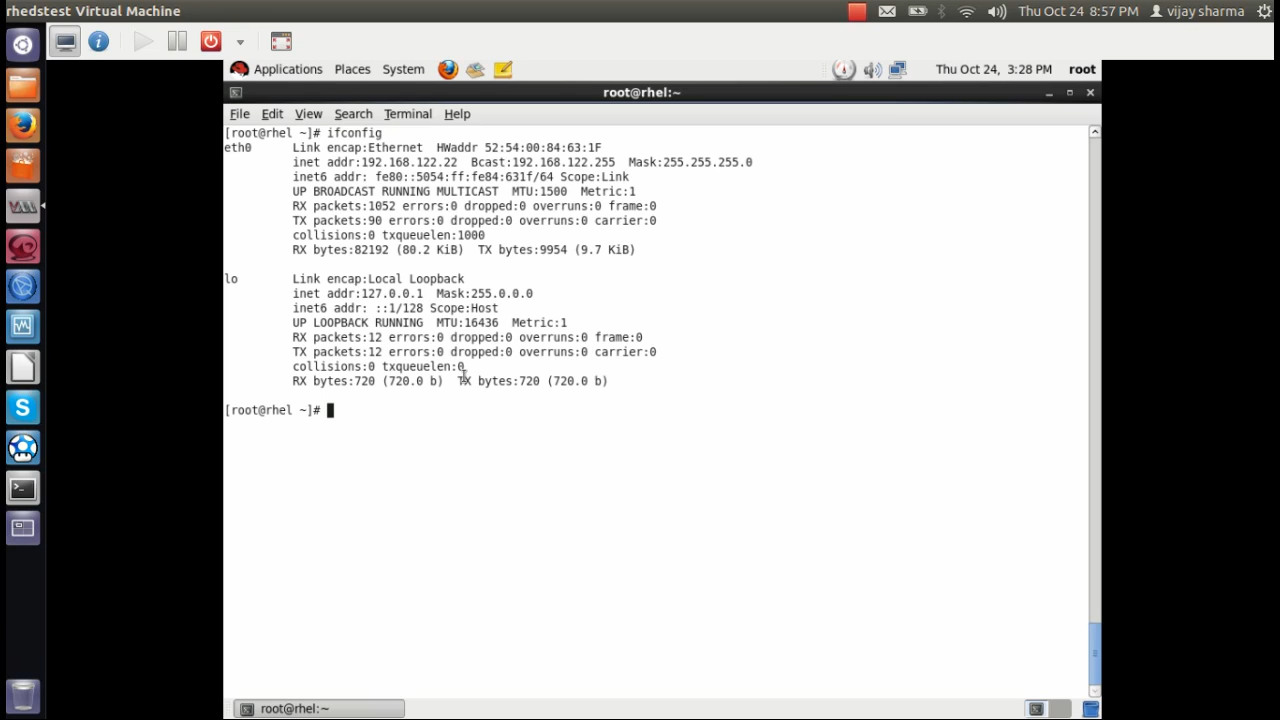 rhedstest Virtual Machine
Thu Oct 24 8:57 PM vijay sharma
Applications Places System
Thu Oct 24, 3:28 PM root
root@rhel:~
File Edit View Search Terminal Help
[root@rhel ~]# ifconfig
eth0 Link encap:Ethernet HWaddr 52:54:00:84:63:1F
inet addr:192.168.122.22 Bcast:192.168.122.255 Mask:255.255.255.0
inet6 addr: fe80::5054:ff:fe84:631f/64 Scope:Link
UP BROADCAST RUNNING MULTICAST MTU:1500 Metric:1
RX packets:1052 errors:0 dropped:0 overruns:0 frame:0
TX packets:90 errors:0 dropped:0 overruns:0 carrier:0
collisions:0 txqueuelen:1000
RX bytes:82192 (80.2 KiB) TX bytes:9954 (9.7 KiB)
lo Link encap:Local Loopback
inet addr:127.0.0.1 Mask:255.0.0.0
inet6 addr: ::1/128 Scope:Host
UP LOOPBACK RUNNING MTU:16436 Metric:1
RX packets:12 errors:0 dropped:0 overruns:0 frame:0
TX packets:12 errors:0 dropped:0 overruns:0 carrier:0
collisions:0 txqueuelen:0
RX bytes:720 (720.0 b) TX bytes:720 (720.0 b)
[root@rhel ~]#
root@rhel:~